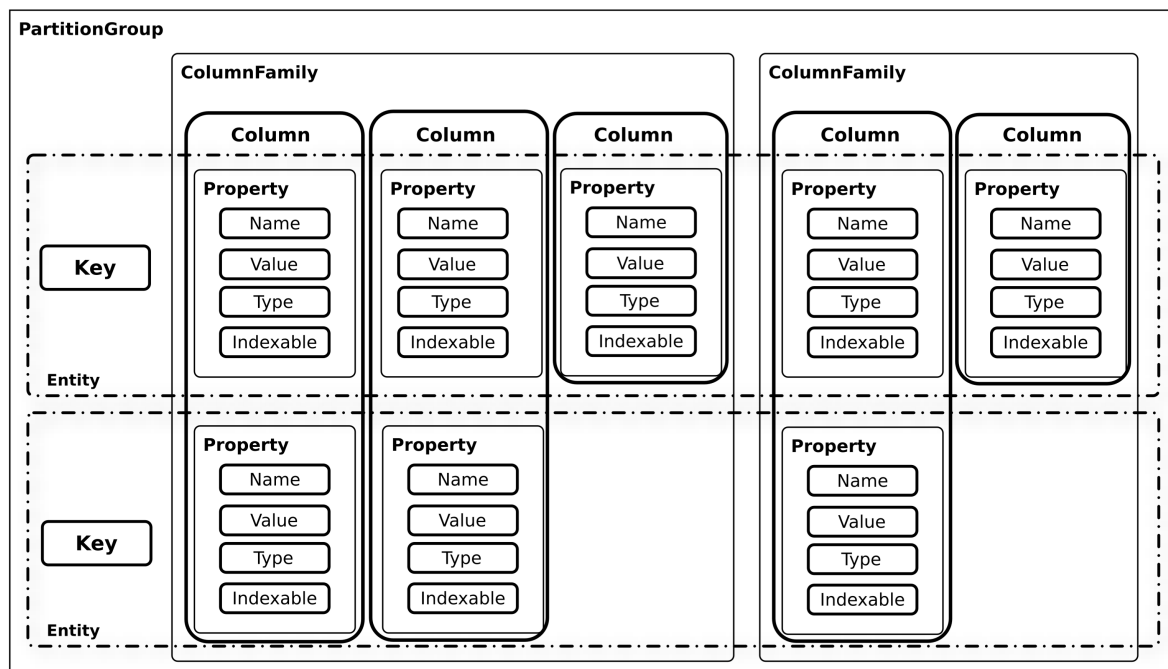 PartitionGroup
ColumnFamily ColumnFamily
Column Column Column Column Column
Property Property Property Property Property
Name Name Name Name Name
Value Value Value Value Value
Key
Type Type Type Type Type
Indexable Indexable Indexable Indexable Indexable
Entity
Property Property Property
Name Name Name
Value Value Value
Key
Type Type Type
Indexable Indexable Indexable
Entity